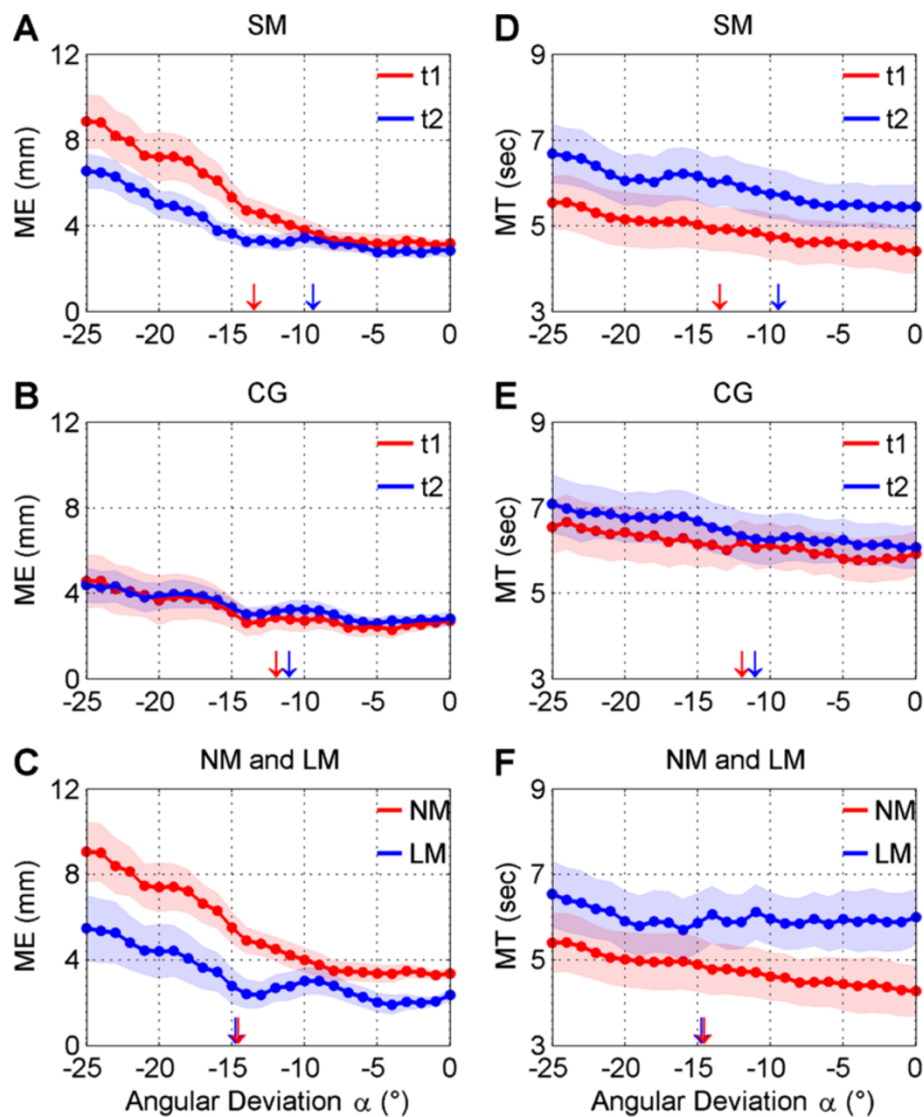 A
SM
12
8
4
0
ME (mm)
t1
t2
-25 -20 -15 -10 -5 0
D
SM
9
7
5
3
MT (sec)
t1
t2
-25 -20 -15 -10 -5 0
B
CG
12
8
4
0
ME (mm)
t1
t2
-25 -20 -15 -10 -5 0
E
CG
9
7
5
3
MT (sec)
t1
t2
-25 -20 -15 -10 -5 0
C
NM and LM
12
8
4
0
ME (mm)
NM
LM
-25 -20 -15 -10 -5 0
Angular Deviation α (°)
F
NM and LM
9
7
5
3
MT (sec)
NM
LM
-25 -20 -15 -10 -5 0
Angular Deviation α (°)